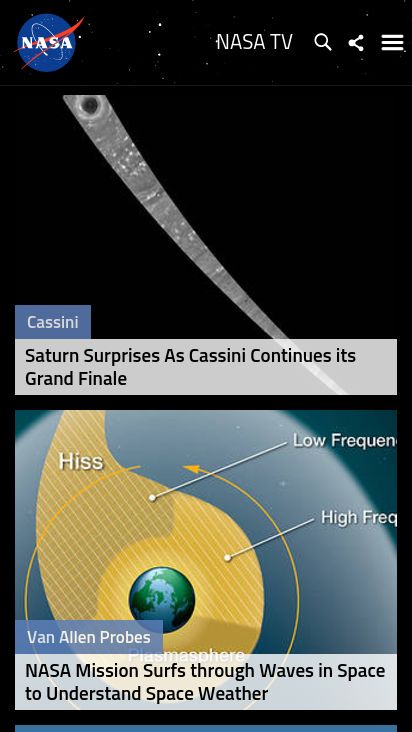 NASA
NASA TV
Cassini
Saturn Surprises As Cassini Continues its
Grand Finale
Hiss
Low Frequen
High Freq
Van Allen Probes
Plasmasphere
NASA Mission Surfs through Waves in Space
to Understand Space Weather